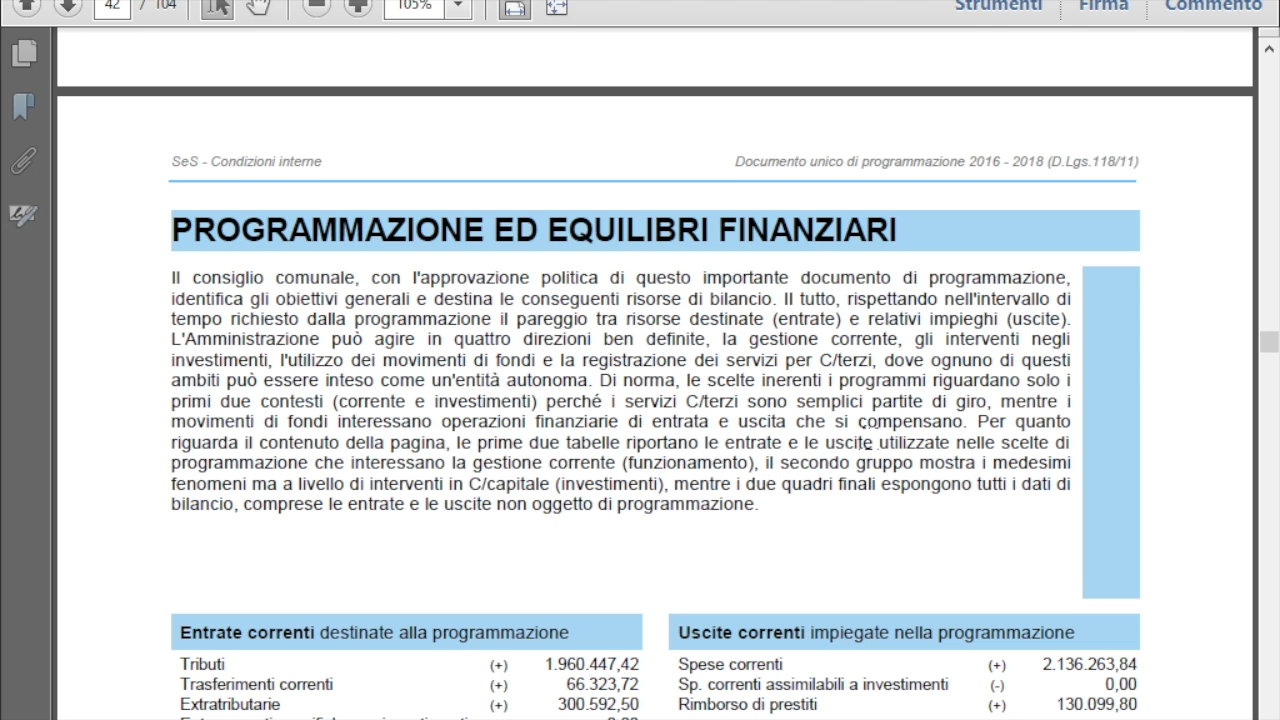 42 / 104 105% Strumenti Firma Commento
SeS - Condizioni interne Documento unico di programmazione 2016 - 2018 (D.Lgs.118/11)
PROGRAMMAZIONE ED EQUILIBRI FINANZIARI
Il consiglio comunale, con l'approvazione politica di questo importante documento di programmazione,
identifica gli obiettivi generali e destina le conseguenti risorse di bilancio. Il tutto, rispettando nell'intervallo di
tempo richiesto dalla programmazione il pareggio tra risorse destinate (entrate) e relativi impieghi (uscite).
L'Amministrazione può agire in quattro direzioni ben definite, la gestione corrente, gli interventi negli
investimenti, l'utilizzo dei movimenti di fondi e la registrazione dei servizi per C/terzi, dove ognuno di questi
ambiti può essere inteso come un'entità autonoma. Di norma, le scelte inerenti i programmi riguardano solo i
primi due contesti (corrente e investimenti) perché i servizi C/terzi sono semplici partite di giro, mentre i
movimenti di fondi interessano operazioni finanziarie di entrata e uscita che si compensano. Per quanto
riguarda il contenuto della pagina, le prime due tabelle riportano le entrate e le uscite utilizzate nelle scelte di
programmazione che interessano la gestione corrente (funzionamento), il secondo gruppo mostra i medesimi
fenomeni ma a livello di interventi in C/capitale (investimenti), mentre i due quadri finali espongono tutti i dati di
bilancio, comprese le entrate e le uscite non oggetto di programmazione.
Entrate correnti destinate alla programmazione
Tributi (+) 1.960.447,42
Trasferimenti correnti (+) 66.323,72
Extratributarie (+) 300.592,50
Uscite correnti impiegate nella programmazione
Spese correnti (+) 2.136.263,84
Sp. correnti assimilabili a investimenti (-) 0,00
Rimborso di prestiti (+) 130.099,80